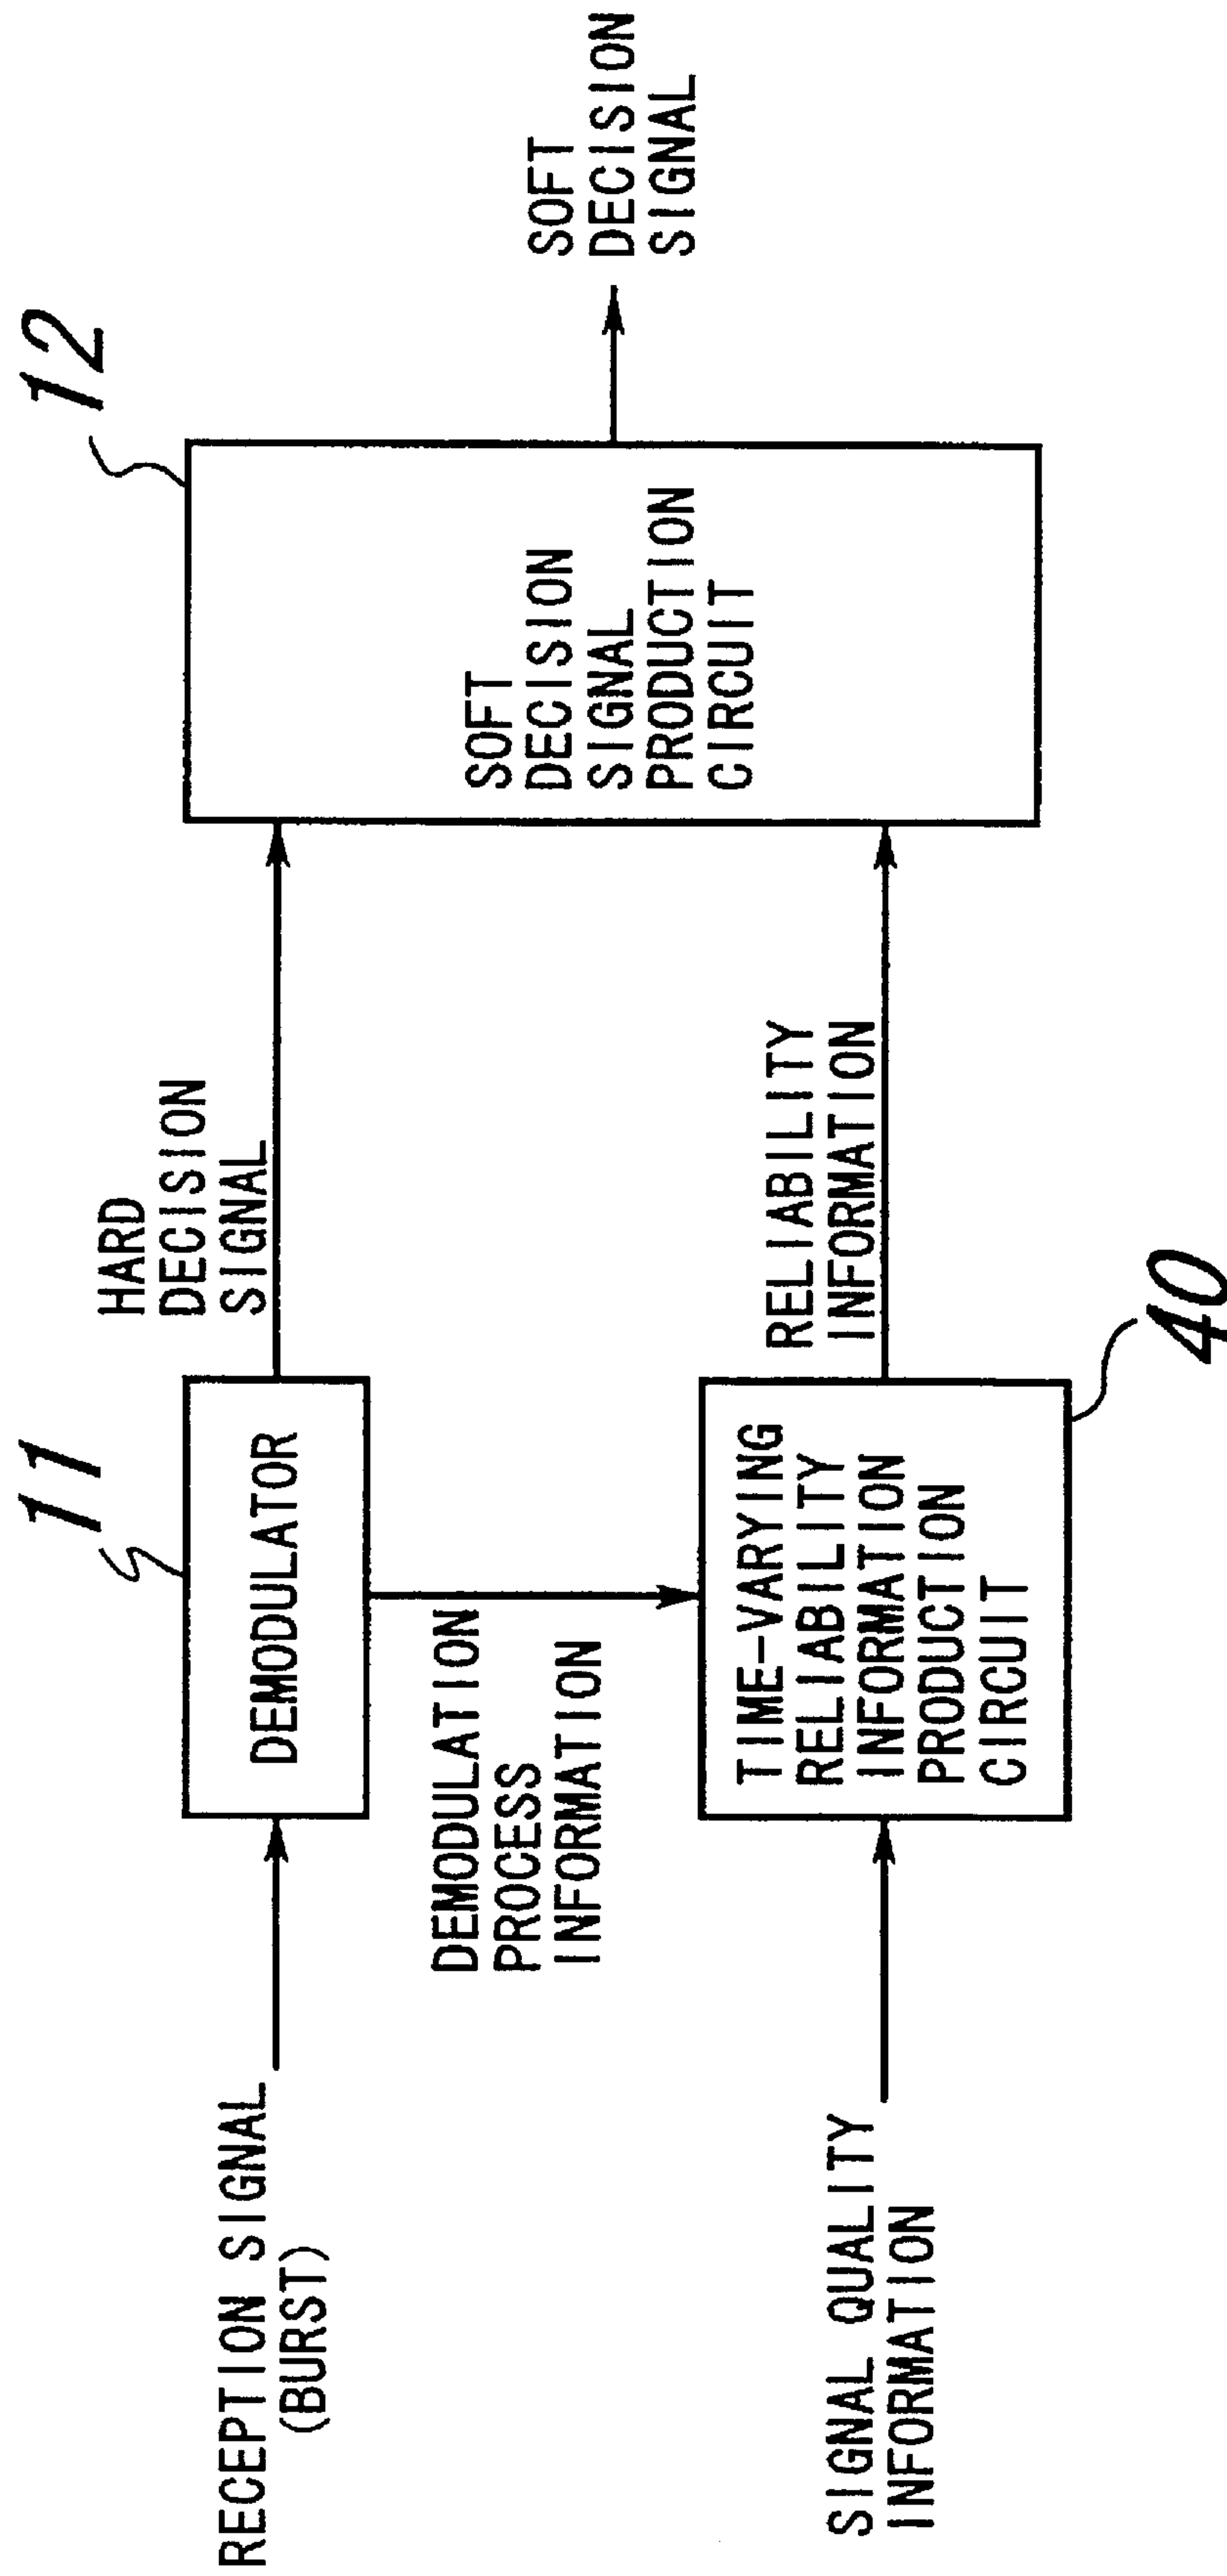 RECEPTION SIGNAL
(BURST)
11
DEMODULATOR
HARD
DECISION
SIGNAL
DEMODULATION
PROCESS
INFORMATION
SIGNAL QUALITY
INFORMATION
TIME-VARYING
RELIABILITY
INFORMATION
PRODUCTION
CIRCUIT
40
RELIABILITY
INFORMATION
12
SOFT
DECISION
SIGNAL
PRODUCTION
CIRCUIT
SOFT
DECISION
SIGNAL